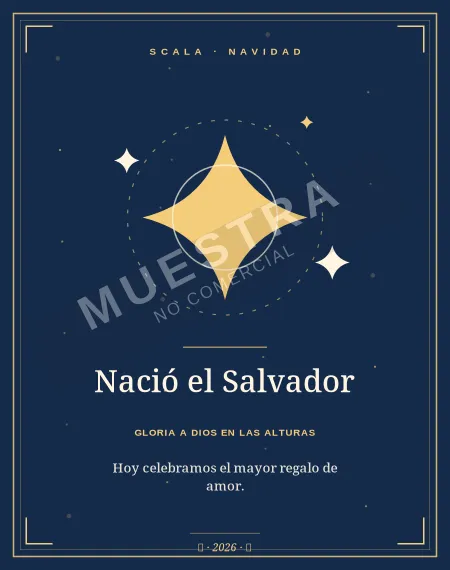 SCALA · NAVIDAD
MUESTRA
NO COMERCIAL
Nació el Salvador
GLORIA A DIOS EN LAS ALTURAS
Hoy celebramos el mayor regalo de
amor.
· 2026 ·